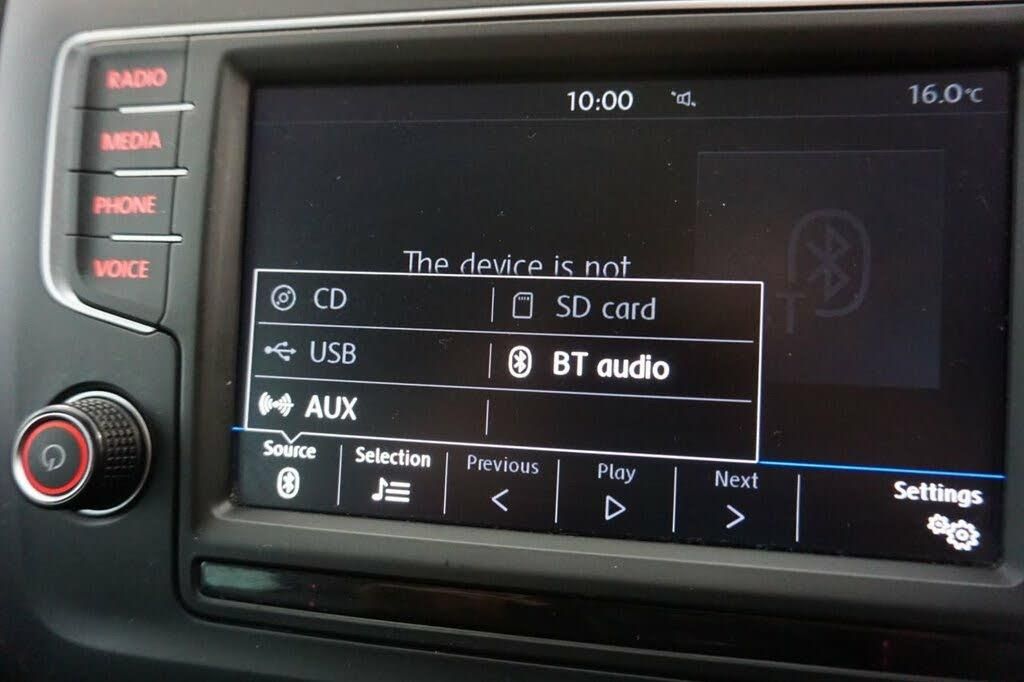 RADIO
MEDIA
PHONE
VOICE
10:00
16.0°C
The device is not
CD
SD card
USB
BT audio
AUX
Source
Selection
Previous
Play
Next
Settings